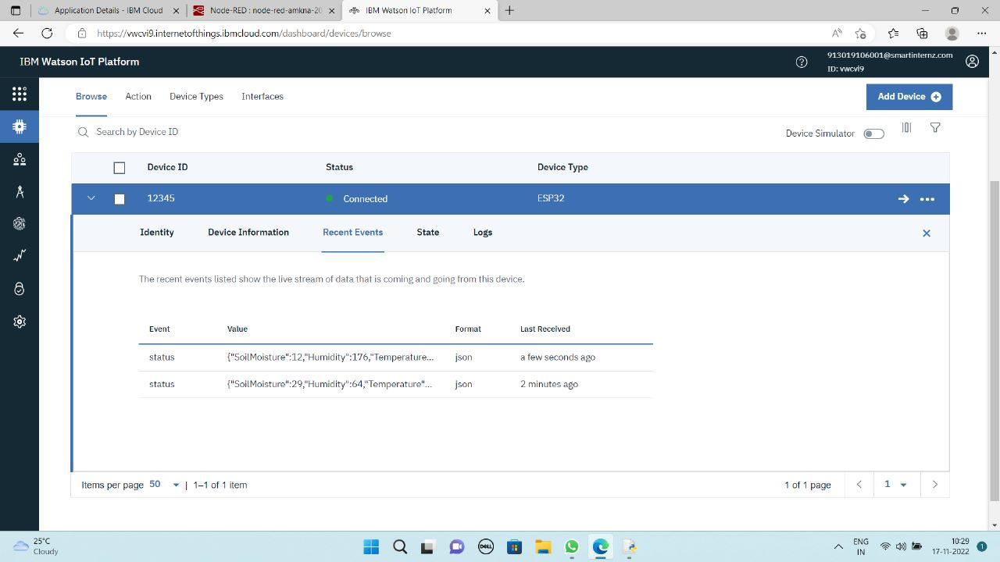 Application Details - IBM Cloud
Node-RED : node-red-amkna-20
IBM Watson IoT Platform
https://vwcvi9.internetofthings.ibmcloud.com/dashboard/devices/browse
IBM Watson IoT Platform
913019106001@smartinternz.com
ID: vwcvi9
Browse Action Device Types Interfaces
Add Device
Search by Device ID
Device Simulator
Device ID Status Device Type
12345 Connected ESP32
Identity Device Information Recent Events State Logs
The recent events listed show the live stream of data that is coming and going from this device.
Event Value Format Last Received
status {"SoilMoisture":12,"Humidity":176,"Temperature... json a few seconds ago
status {"SoilMoisture":29,"Humidity":64,"Temperature"... json 2 minutes ago
Items per page 50 | 1–1 of 1 item
1 of 1 page 1
25°C
Cloudy
DELL
ENG
IN
10:29
17-11-2022
1